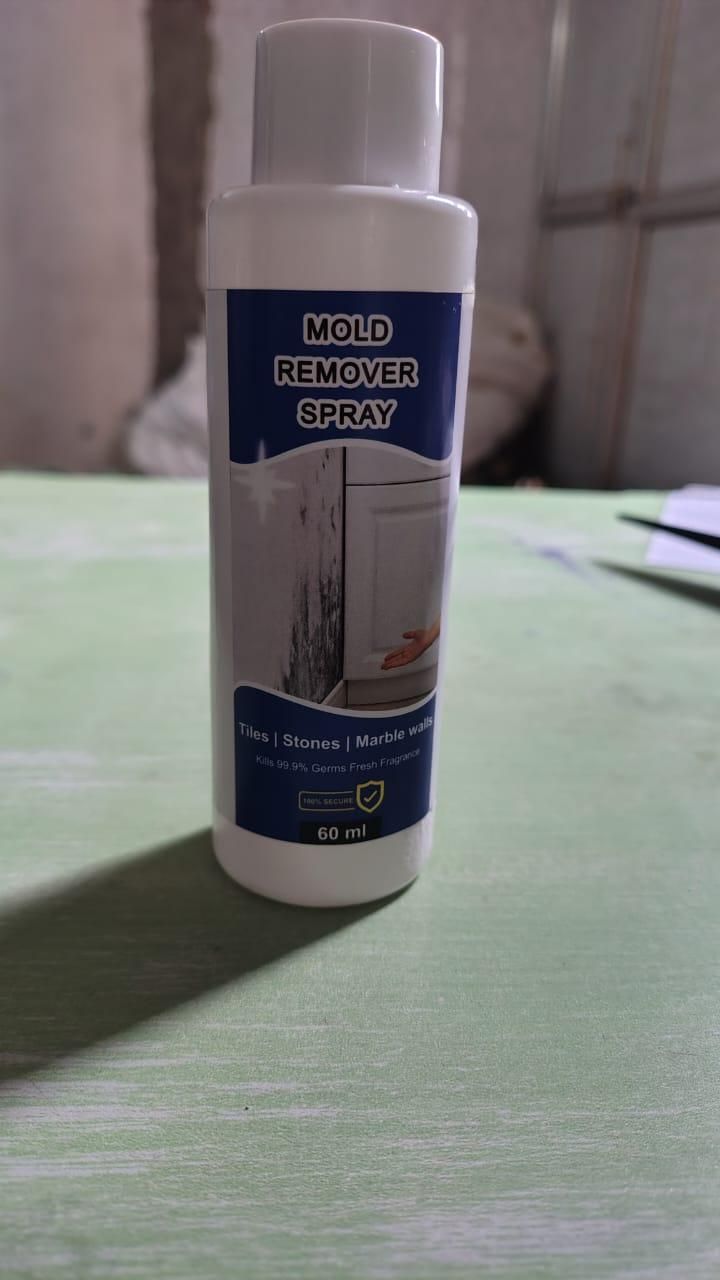 MOLD
REMOVER
SPRAY
Tiles | Stones | Marble walls
Kills 99.9% Germs Fresh Fragrance
100% SECURE
60 ml